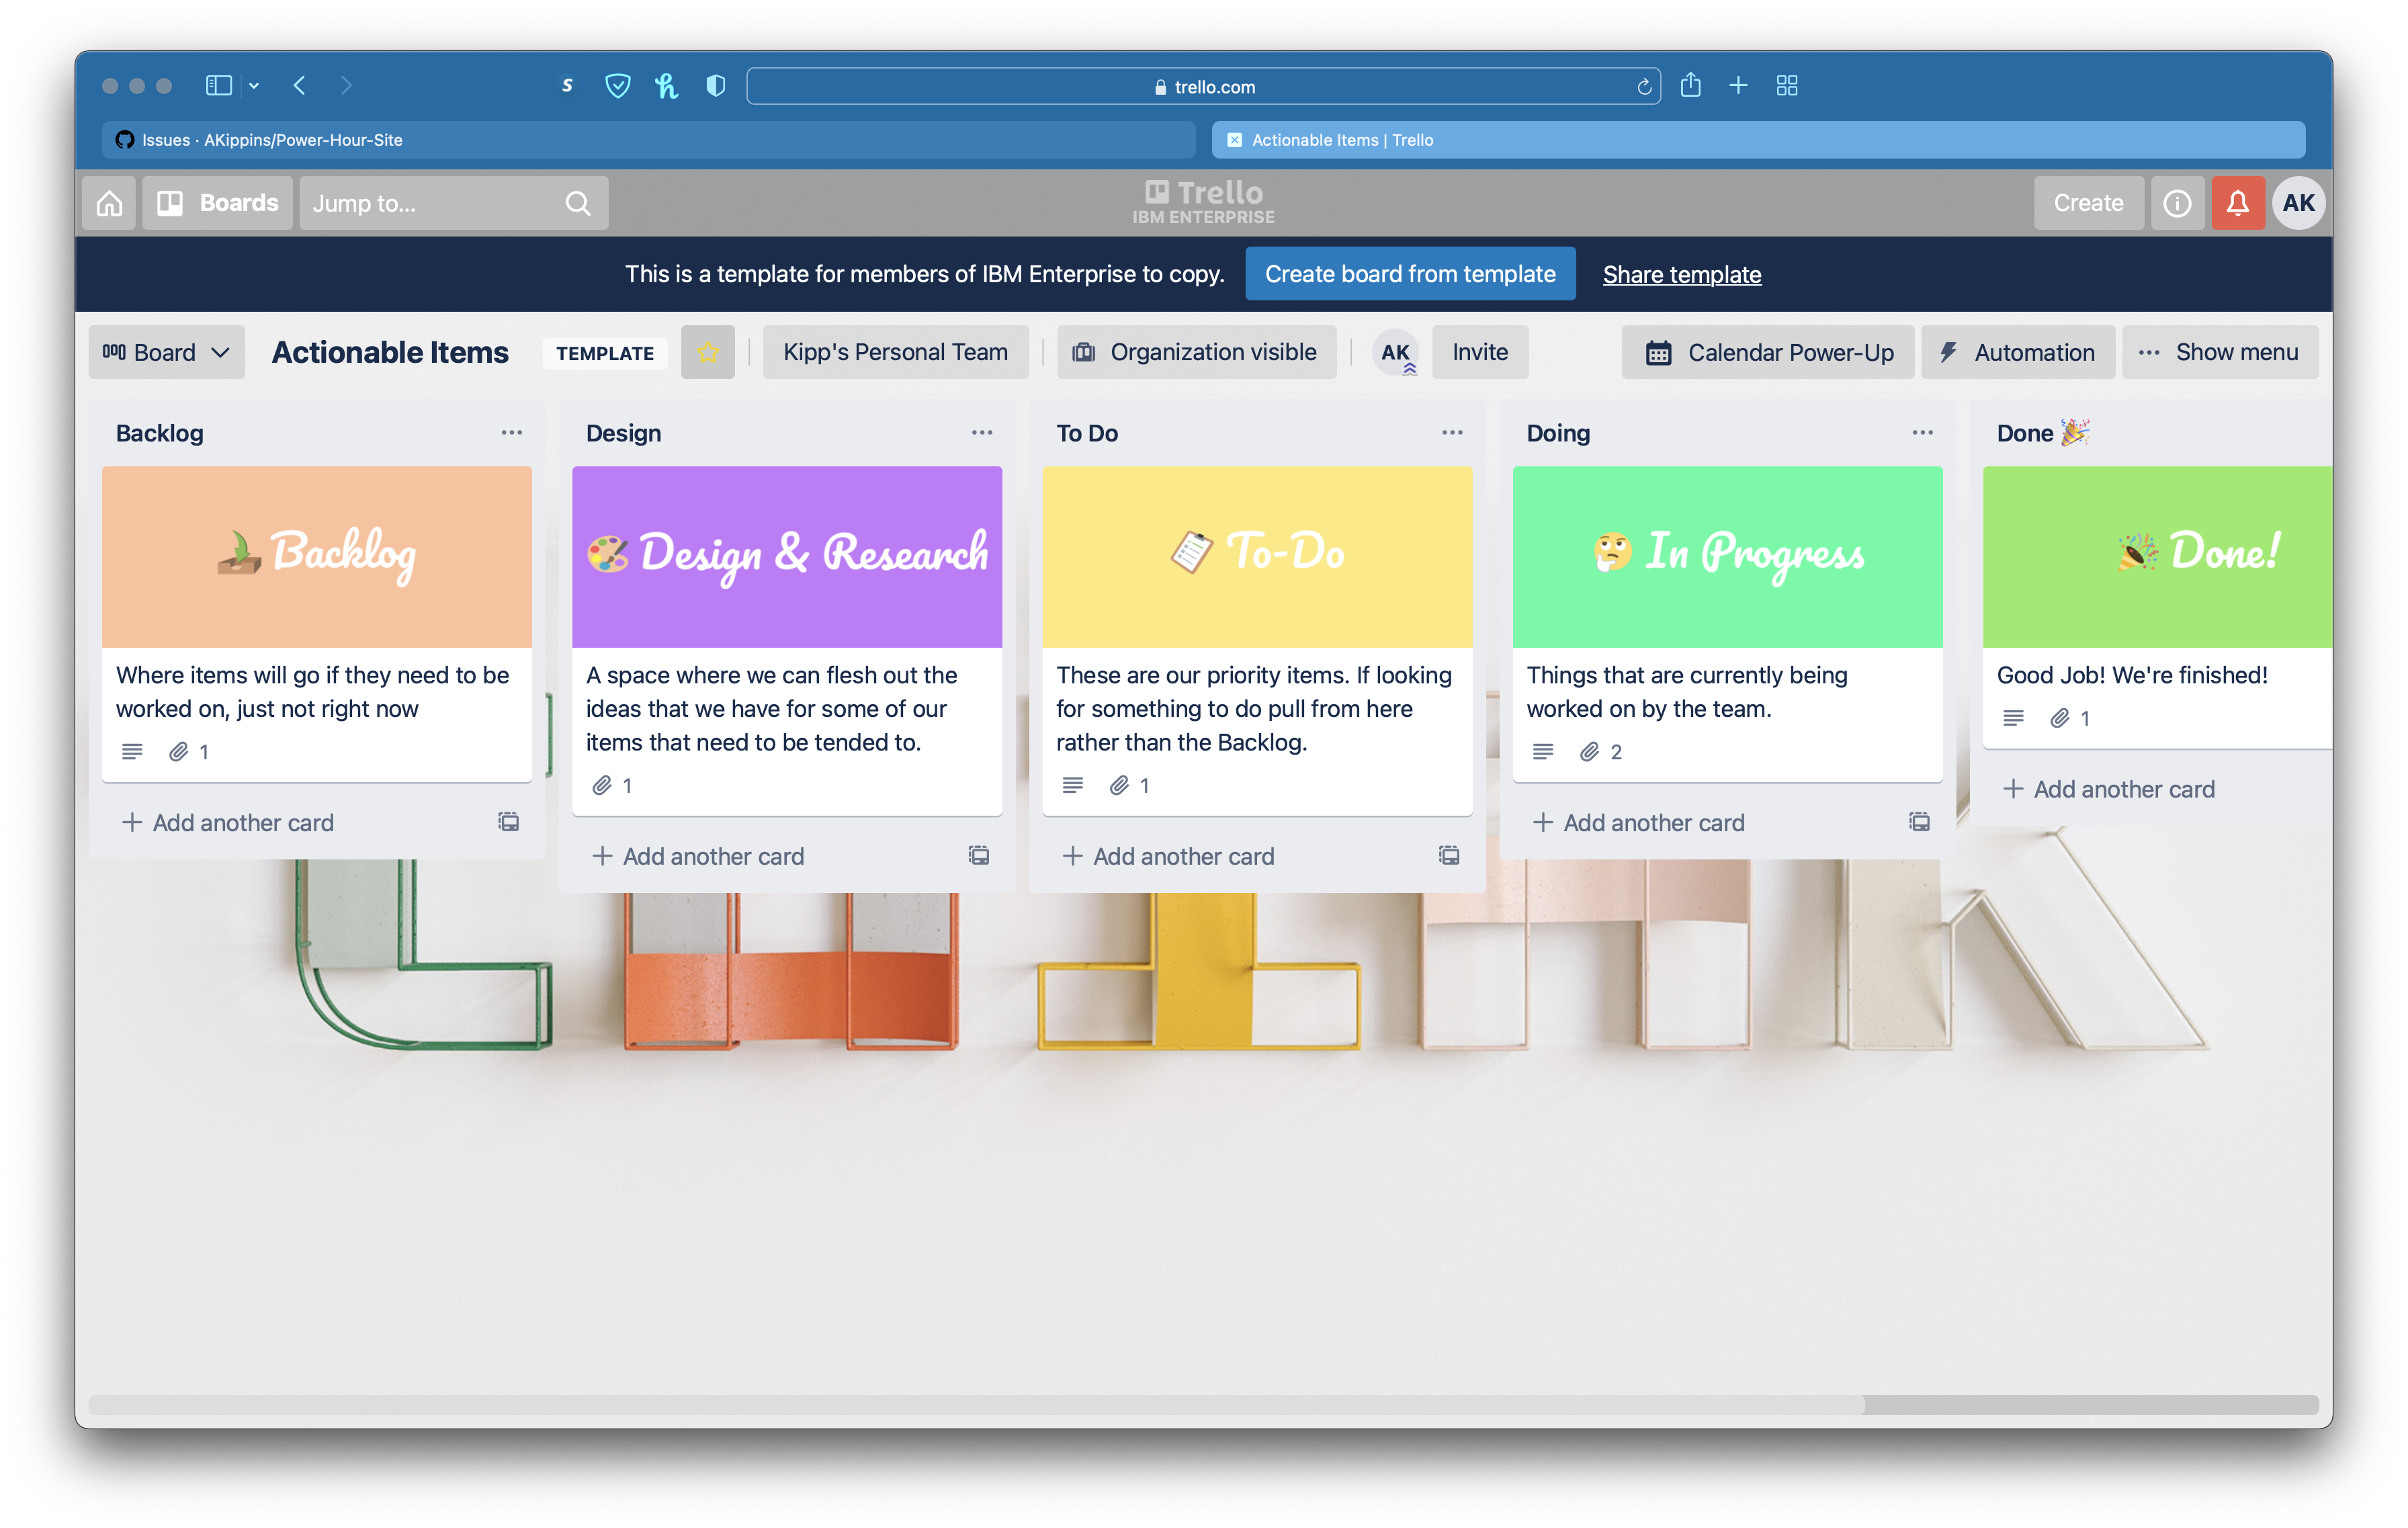 trello.com
Issues · AKippins/Power-Hour-Site
Actionable Items | Trello
Boards
Jump to...
Trello
IBM ENTERPRISE
Create
AK
This is a template for members of IBM Enterprise to copy.
Create board from template
Share template
Board
Actionable Items
TEMPLATE
Kipp's Personal Team
Organization visible
AK
Invite
Calendar Power-Up
Automation
Show menu
Backlog
Backlog
Where items will go if they need to be
worked on, just not right now
1
Add another card
Design
Design & Research
A space where we can flesh out the
ideas that we have for some of our
items that need to be tended to.
1
Add another card
To Do
To-Do
These are our priority items. If looking
for something to do pull from here
rather than the Backlog.
1
Add another card
Doing
In Progress
Things that are currently being
worked on by the team.
2
Add another card
Done 🎉
Done!
Good Job! We're finished!
1
Add another card